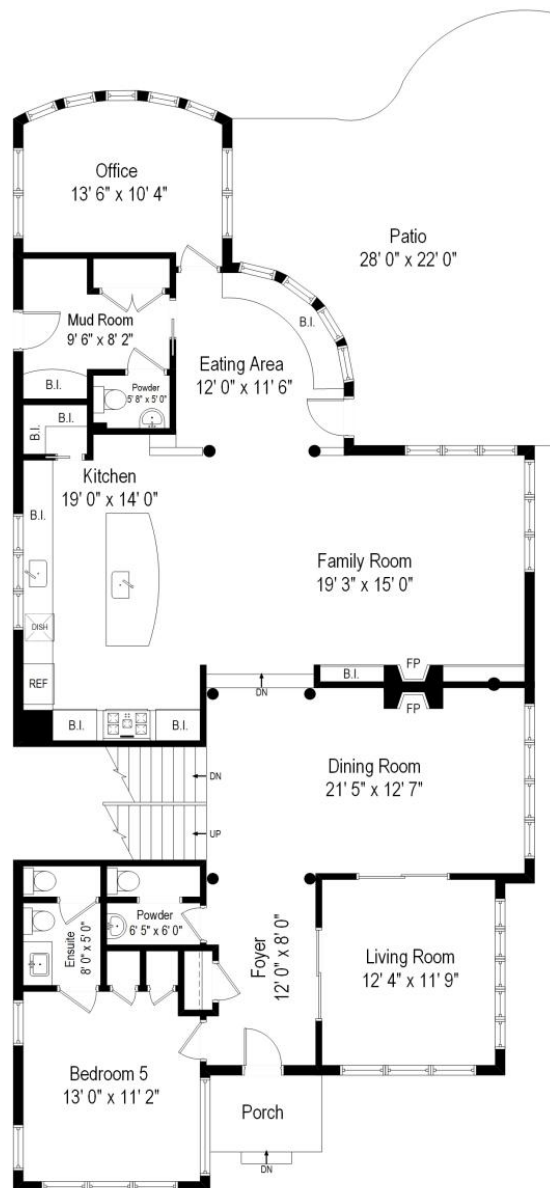 Office
13' 6" x 10' 4"
Patio
28' 0" x 22' 0"
Mud Room
9' 6" x 8' 2"
B.I.
Eating Area
12' 0" x 11' 6"
Powder
5' 8" x 5' 0"
B.I.
B.I.
B.I.
Kitchen
19' 0" x 14' 0"
B.I.
Family Room
19' 3" x 15' 0"
DISH
REF
B.I.
B.I.
B.I.
FP
DN
FP
Dining Room
21' 5" x 12' 7"
DN
UP
Powder
6' 5" x 6' 0"
Ensuite
8' 0" x 5' 0"
Foyer
12' 0" x 8' 0"
Living Room
12' 4" x 11' 9"
Bedroom 5
13' 0" x 11' 2"
Porch
DN